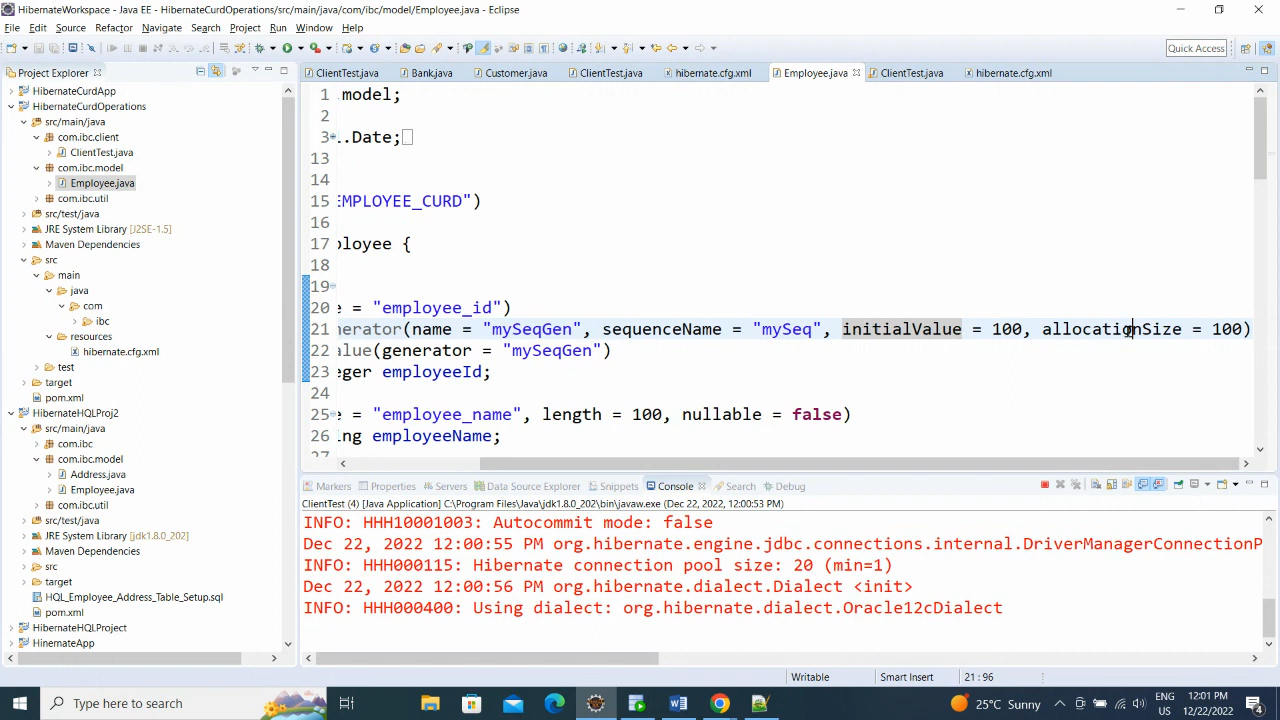 HibernateWorkspace - Java EE - HibernateCurdOperations/src/main/java/com/ibc/model/Employee.java - Eclipse
File Edit Source Refactor Navigate Search Project Run Window Help
Quick Access
Project Explorer
HibernateCurdApp
HibernateCurdOperations
src/main/java
com.ibc.client
ClientTest.java
com.ibc.model
Employee.java
com.ibc.util
src/test/java
JRE System Library [J2SE-1.5]
Maven Dependencies
src
main
java
com
ibc
resources
hibernate.cfg.xml
test
target
pom.xml
HibernateHQLProj2
src/main/java
com.ibc
com.ibc.model
Address.java
Employee.java
com.ibc.util
src/test/java
JRE System Library [jdk1.8.0_202]
Maven Dependencies
src
target
HQL_Employee_Address_Table_Setup.sql
pom.xml
HibernateHQLProject
HinernateApp
ClientTest.java Bank.java Customer.java ClientTest.java hibernate.cfg.xml Employee.java ClientTest.java hibernate.cfg.xml
1 model;
2
3 l.Date;
13
14
15 EMPLOYEE_CURD")
16
17 ployee {
18
19
20 e = "employee_id")
21 nerator(name = "mySeqGen", sequenceName = "mySeq", initialValue = 100, allocationSize = 100)
22 alue(generator = "mySeqGen")
23 eger employeeId;
24
25 e = "employee_name", length = 100, nullable = false)
26 ing employeeName;
27
Markers Properties Servers Data Source Explorer Snippets Console Search Debug
ClientTest (4) [Java Application] C:\Program Files\Java\jdk1.8.0_202\bin\javaw.exe (Dec 22, 2022, 12:00:53 PM)
INFO: HHH10001003: Autocommit mode: false
Dec 22, 2022 12:00:55 PM org.hibernate.engine.jdbc.connections.internal.DriverManagerConnectionP
INFO: HHH000115: Hibernate connection pool size: 20 (min=1)
Dec 22, 2022 12:00:56 PM org.hibernate.dialect.Dialect <init>
INFO: HHH000400: Using dialect: org.hibernate.dialect.Oracle12cDialect
Writable Smart Insert 21 : 96
Type here to search
25°C Sunny
ENG
US
12:01 PM
12/22/2022
4